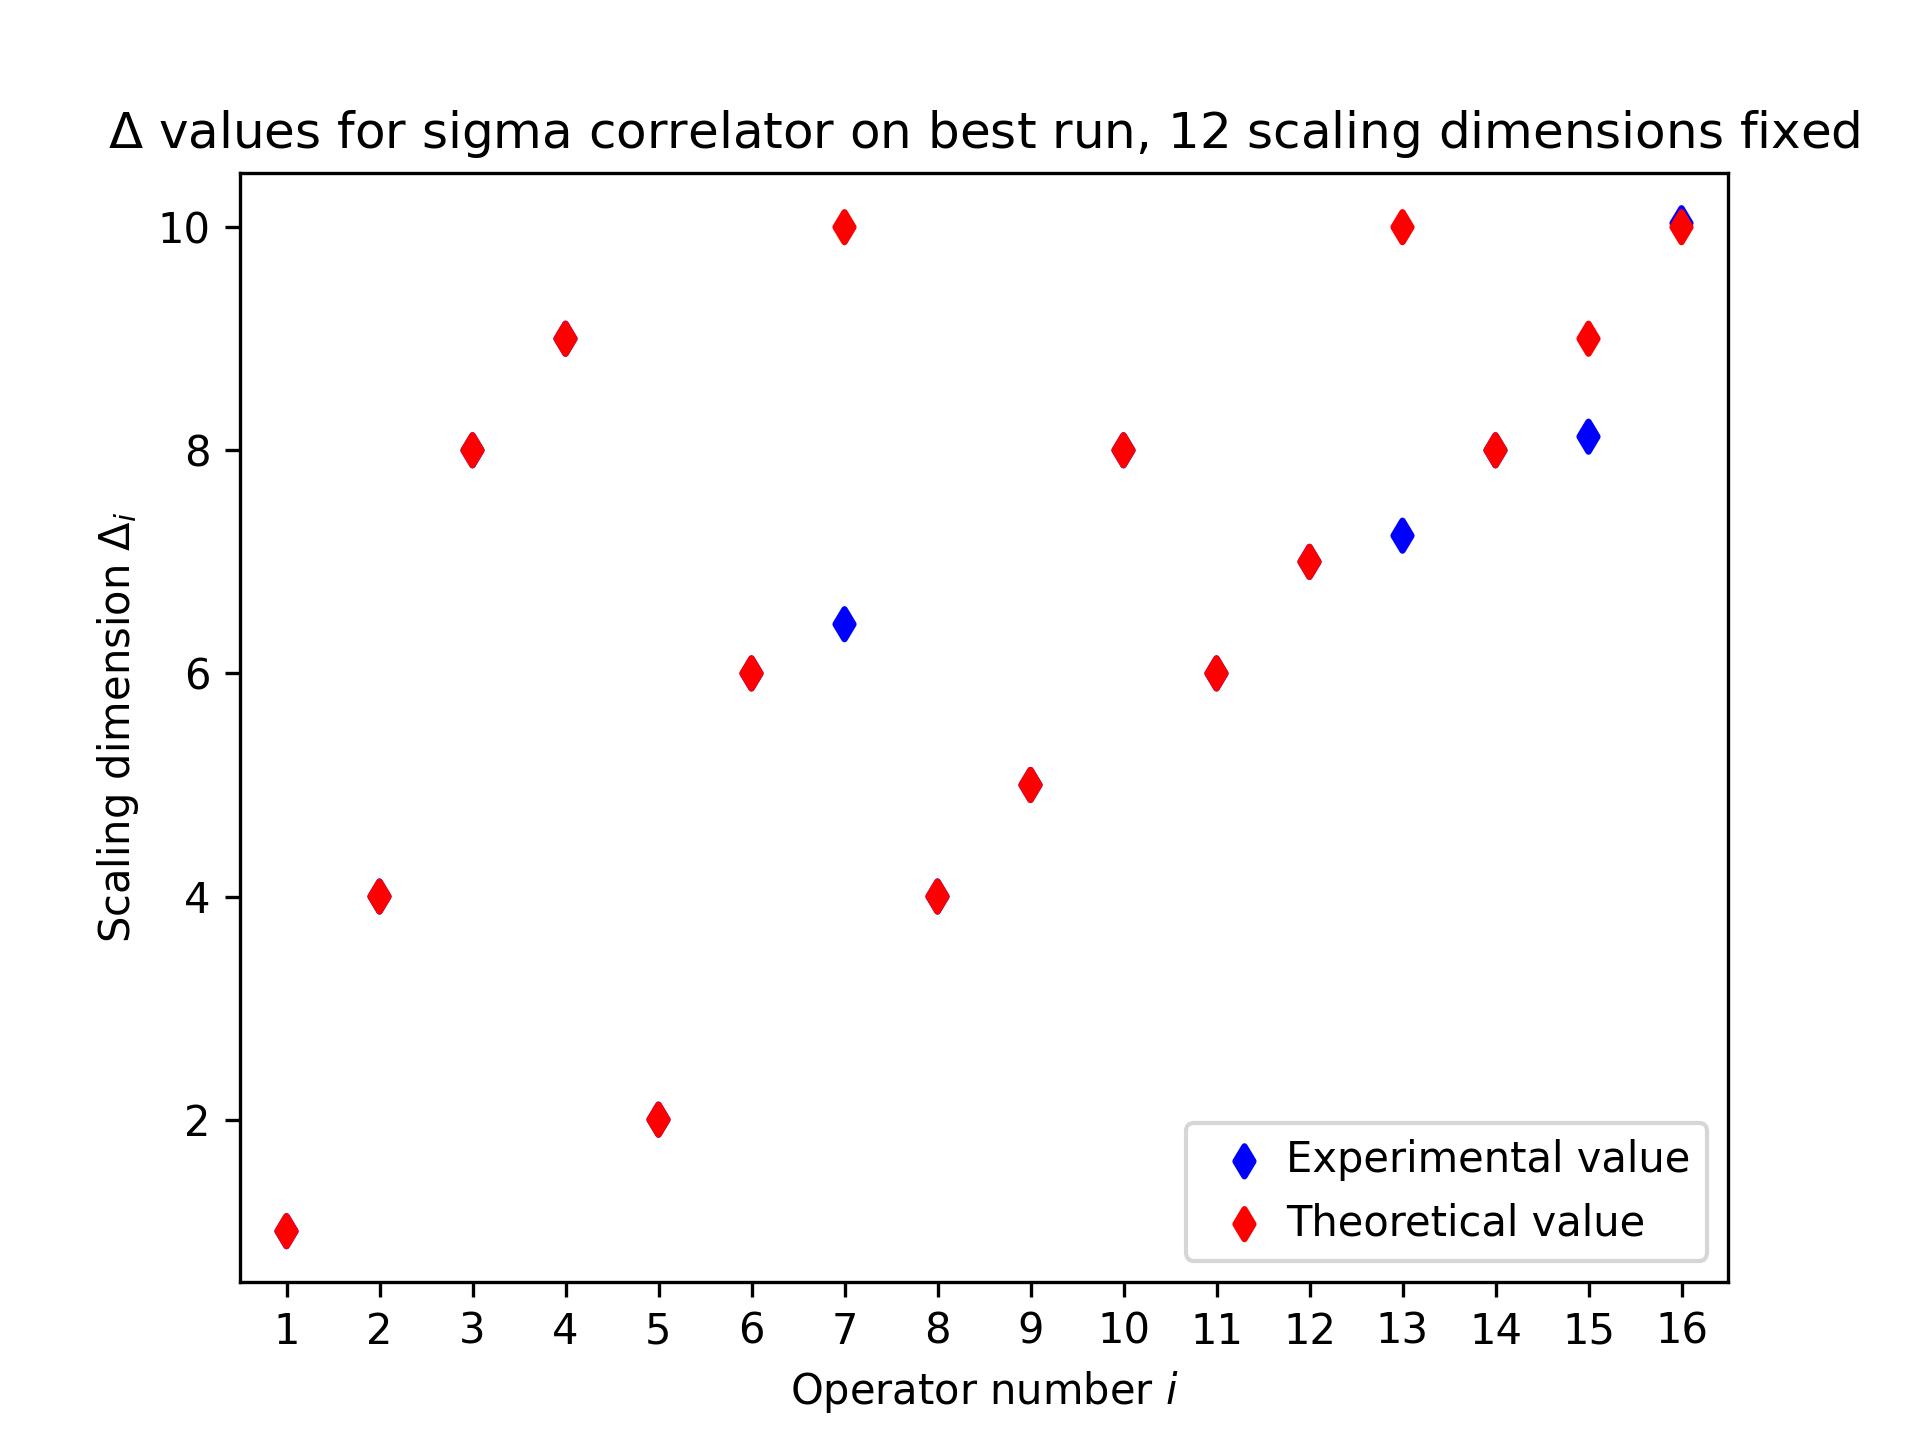 Δ values for sigma correlator on best run, 12 scaling dimensions fixed
10
8
6
4
2
Scaling dimension Δᵢ
Experimental value
Theoretical value
1 2 3 4 5 6 7 8 9 10 11 12 13 14 15 16
Operator number i